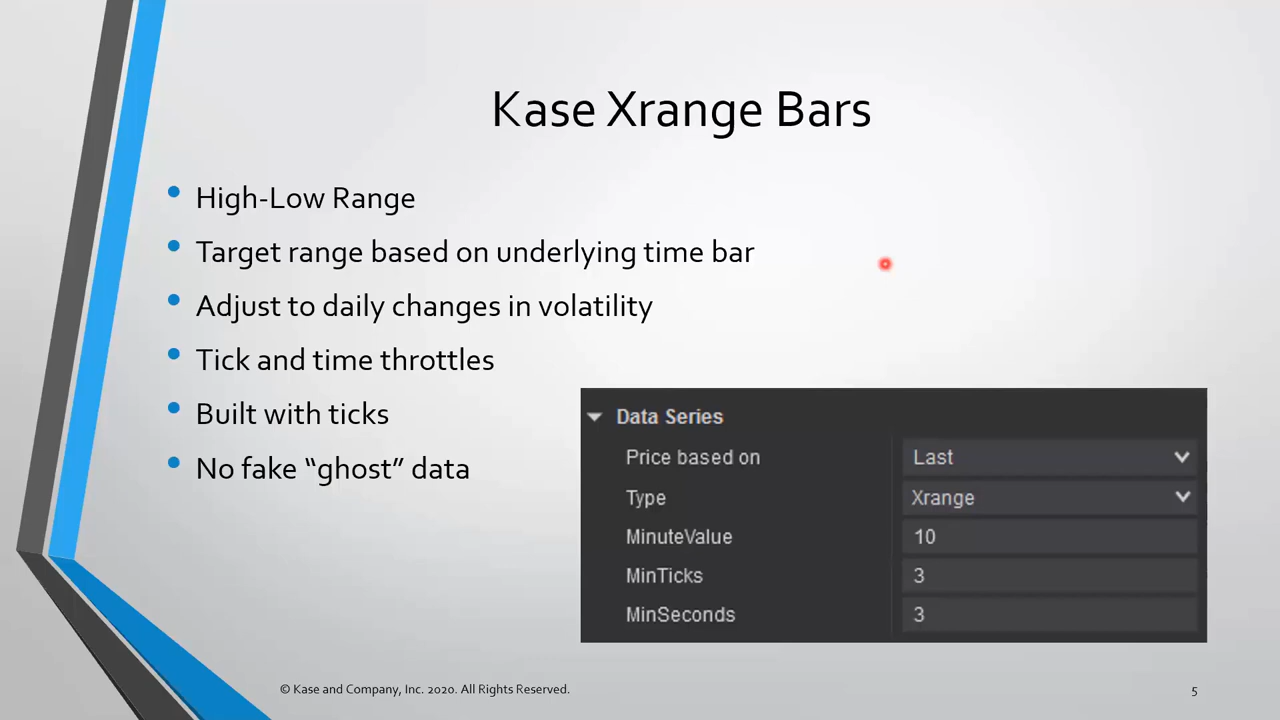 Kase Xrange Bars
• High-Low Range
• Target range based on underlying time bar
• Adjust to daily changes in volatility
• Tick and time throttles
• Built with ticks
• No fake “ghost” data
Data Series
Price based on Last
Type Xrange
MinuteValue 10
MinTicks 3
MinSeconds 3
© Kase and Company, Inc. 2020. All Rights Reserved.
5